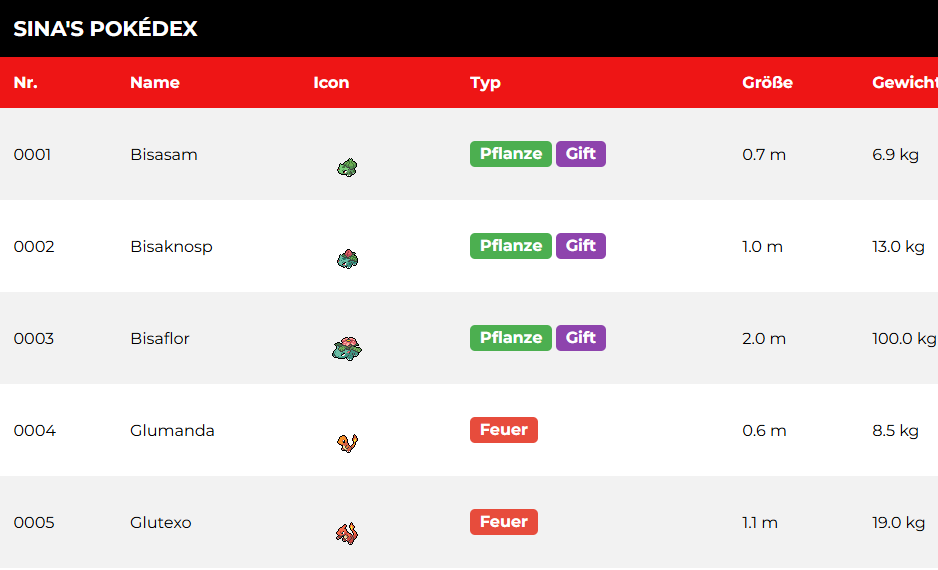 SINA'S POKÉDEX
Nr. Name Icon Typ Größe Gewicht
0001 Bisasam Pflanze Gift 0.7 m 6.9 kg
0002 Bisaknosp Pflanze Gift 1.0 m 13.0 kg
0003 Bisaflor Pflanze Gift 2.0 m 100.0 kg
0004 Glumanda Feuer 0.6 m 8.5 kg
0005 Glutexo Feuer 1.1 m 19.0 kg